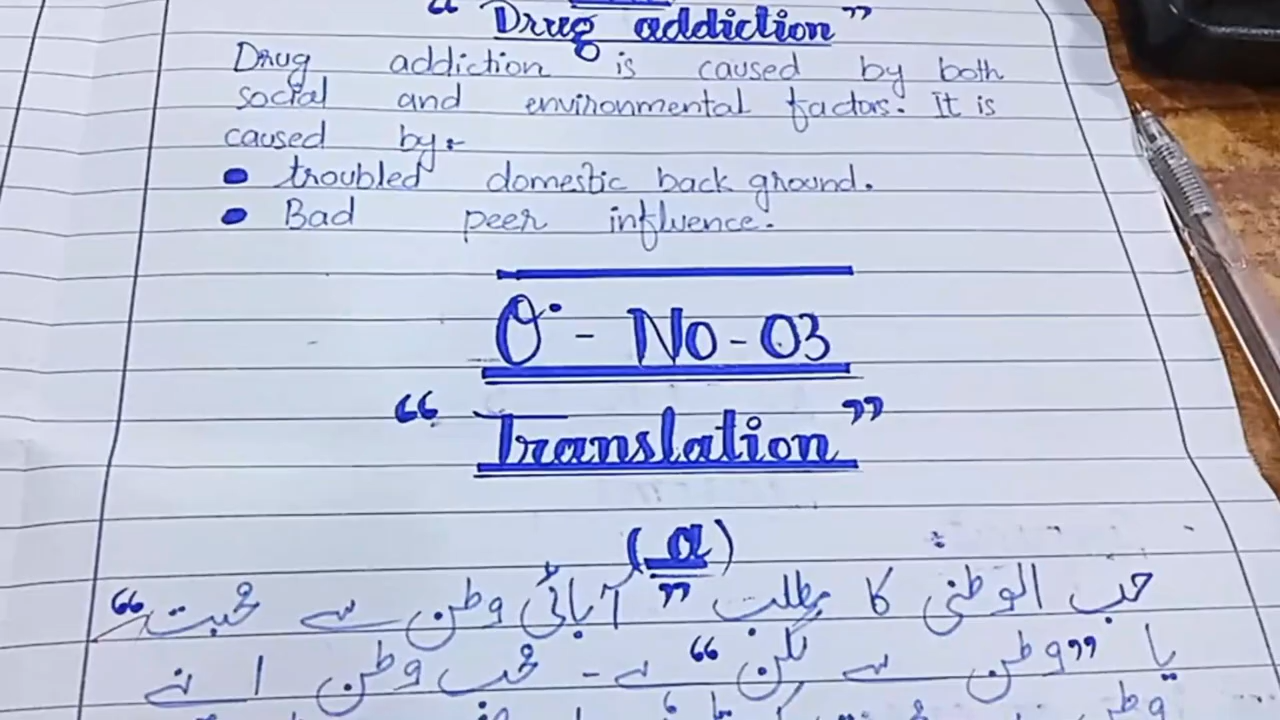 “Drug addiction”
Drug addiction is caused by both
social and environmental factors. It is
caused by:-
• troubled domestic back ground.
• Bad peer influence.
Q. - No - 03
“Translation”
(a)
حب الوطنی کا مطلب ”آبائی وطن سے محبت“
یا ”وطن سے لگن“ ہے۔ محب وطن اپنے
وطن